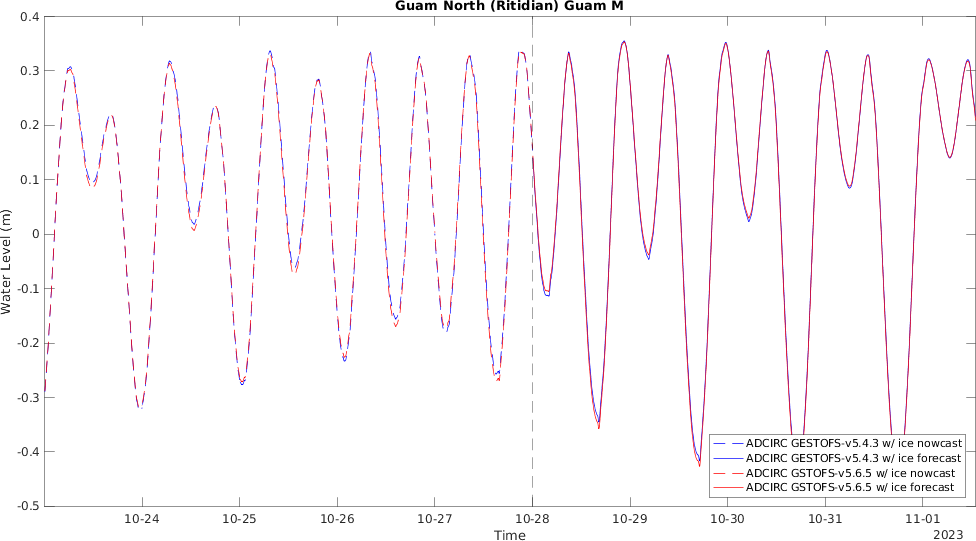 Guam North (Ritidian) Guam M
0.4
0.3
0.2
0.1
0
-0.1
-0.2
-0.3
-0.4
-0.5
Water Level (m)
ADCIRC GESTOFS-v5.4.3 w/ ice nowcast
ADCIRC GESTOFS-v5.4.3 w/ ice forecast
ADCIRC GSTOFS-v5.6.5 w/ ice nowcast
ADCIRC GSTOFS-v5.6.5 w/ ice forecast
10-24 10-25 10-26 10-27 10-28 10-29 10-30 10-31 11-01
Time
2023